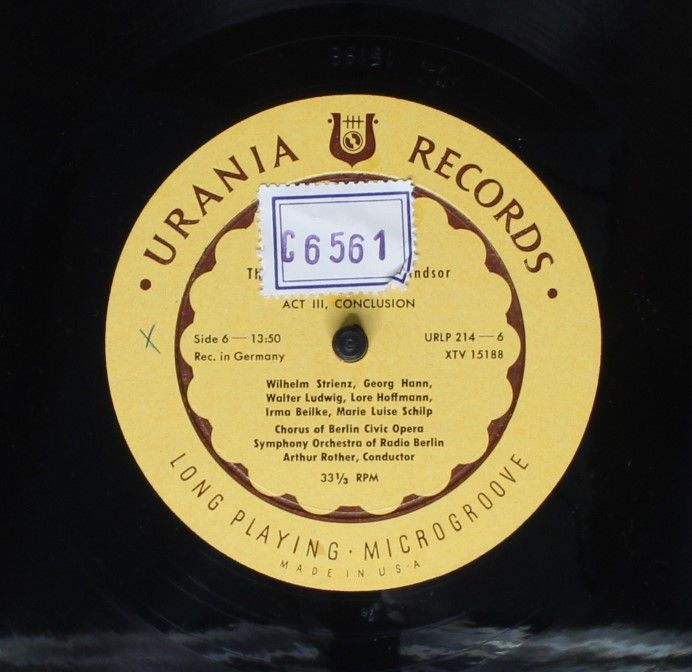 URANIA RECORDS
C6561
Th ndsor
ACT III, CONCLUSION
Side 6 — 13:50 URLP 214 — 6
Rec. in Germany XTV 15188
Wilhelm Strienz, Georg Hann,
Walter Ludwig, Lore Hoffmann,
Irma Beilke, Marie Luise Schilp
Chorus of Berlin Civic Opera
Symphony Orchestra of Radio Berlin
Arthur Rother, Conductor
33 1/3 RPM
LONG PLAYING · MICROGROOVE
MADE IN U·S·A